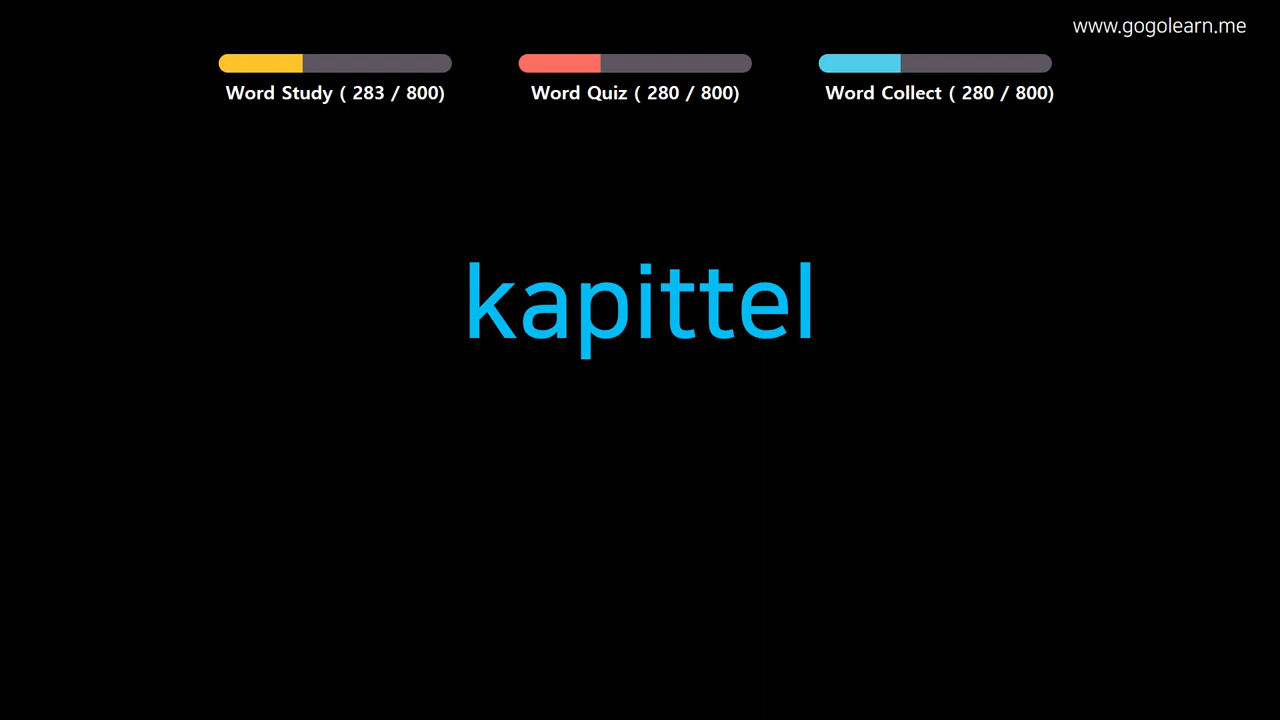 www.gogolearn.me
Word Study ( 283 / 800)
Word Quiz ( 280 / 800)
Word Collect ( 280 / 800)
kapittel